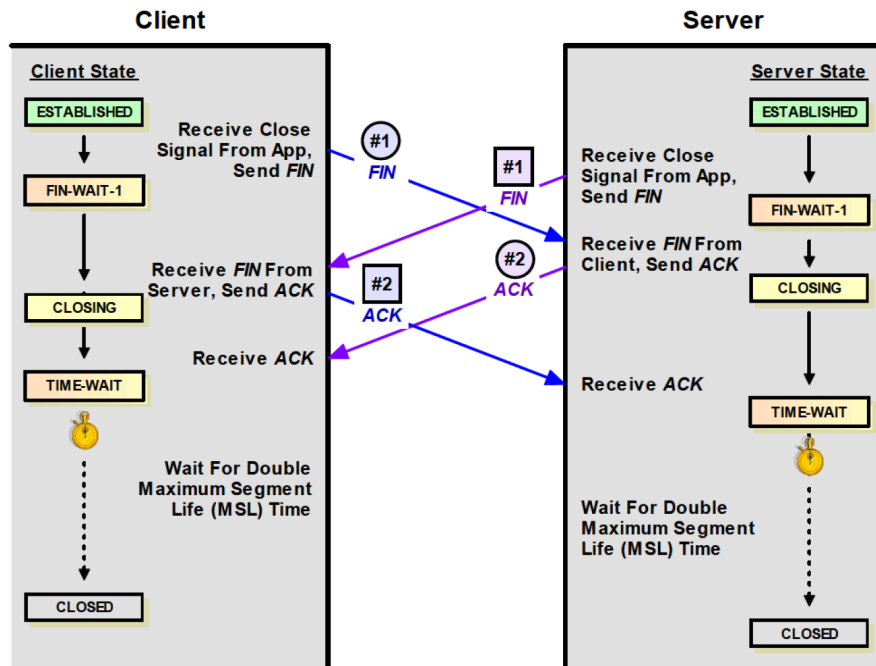 Client
Server
Client State
ESTABLISHED
FIN-WAIT-1
CLOSING
TIME-WAIT
CLOSED
Receive Close
Signal From App,
Send FIN
Receive FIN From
Server, Send ACK
Receive ACK
Wait For Double
Maximum Segment
Life (MSL) Time
#1
FIN
#1
FIN
#2
ACK
#2
ACK
Receive Close
Signal From App,
Send FIN
Receive FIN From
Client, Send ACK
Receive ACK
Wait For Double
Maximum Segment
Life (MSL) Time
Server State
ESTABLISHED
FIN-WAIT-1
CLOSING
TIME-WAIT
CLOSED